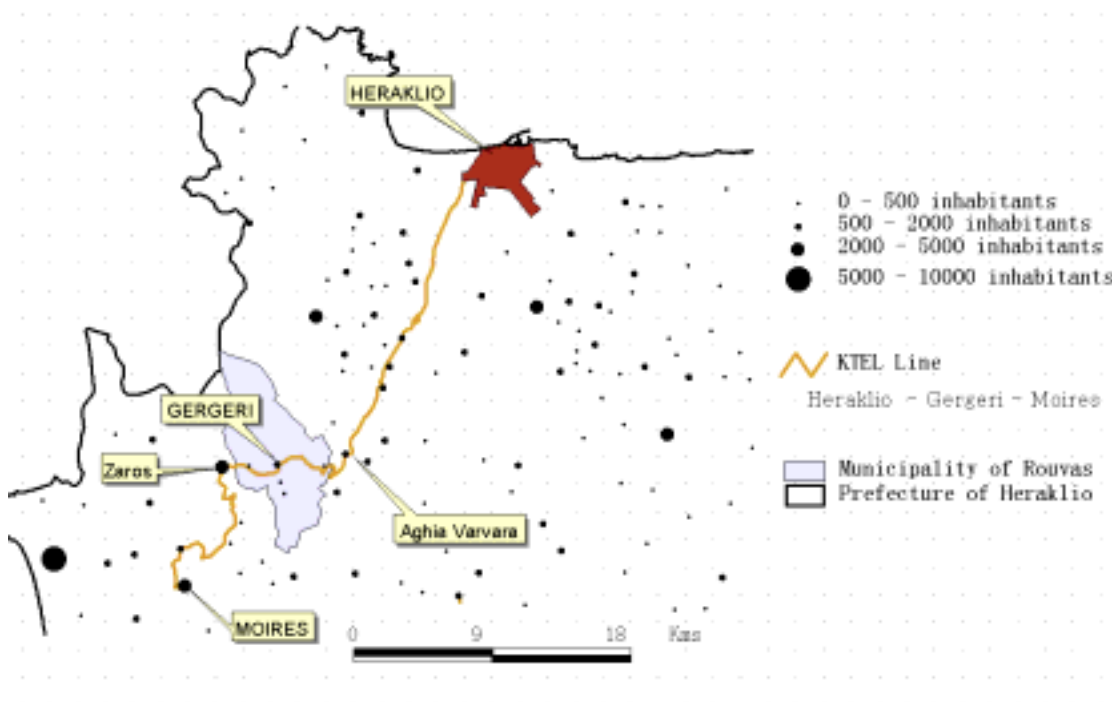 HERAKLIO
0 - 500 inhabitants
500 - 2000 inhabitants
2000 - 5000 inhabitants
5000 - 10000 inhabitants
KTEL Line
Heraklio - Gergeri - Moires
GERGERI
Zaros
Municipality of Rouvas
Prefecture of Heraklio
Aghia Varvara
MOIRES
0 9 18 Kms